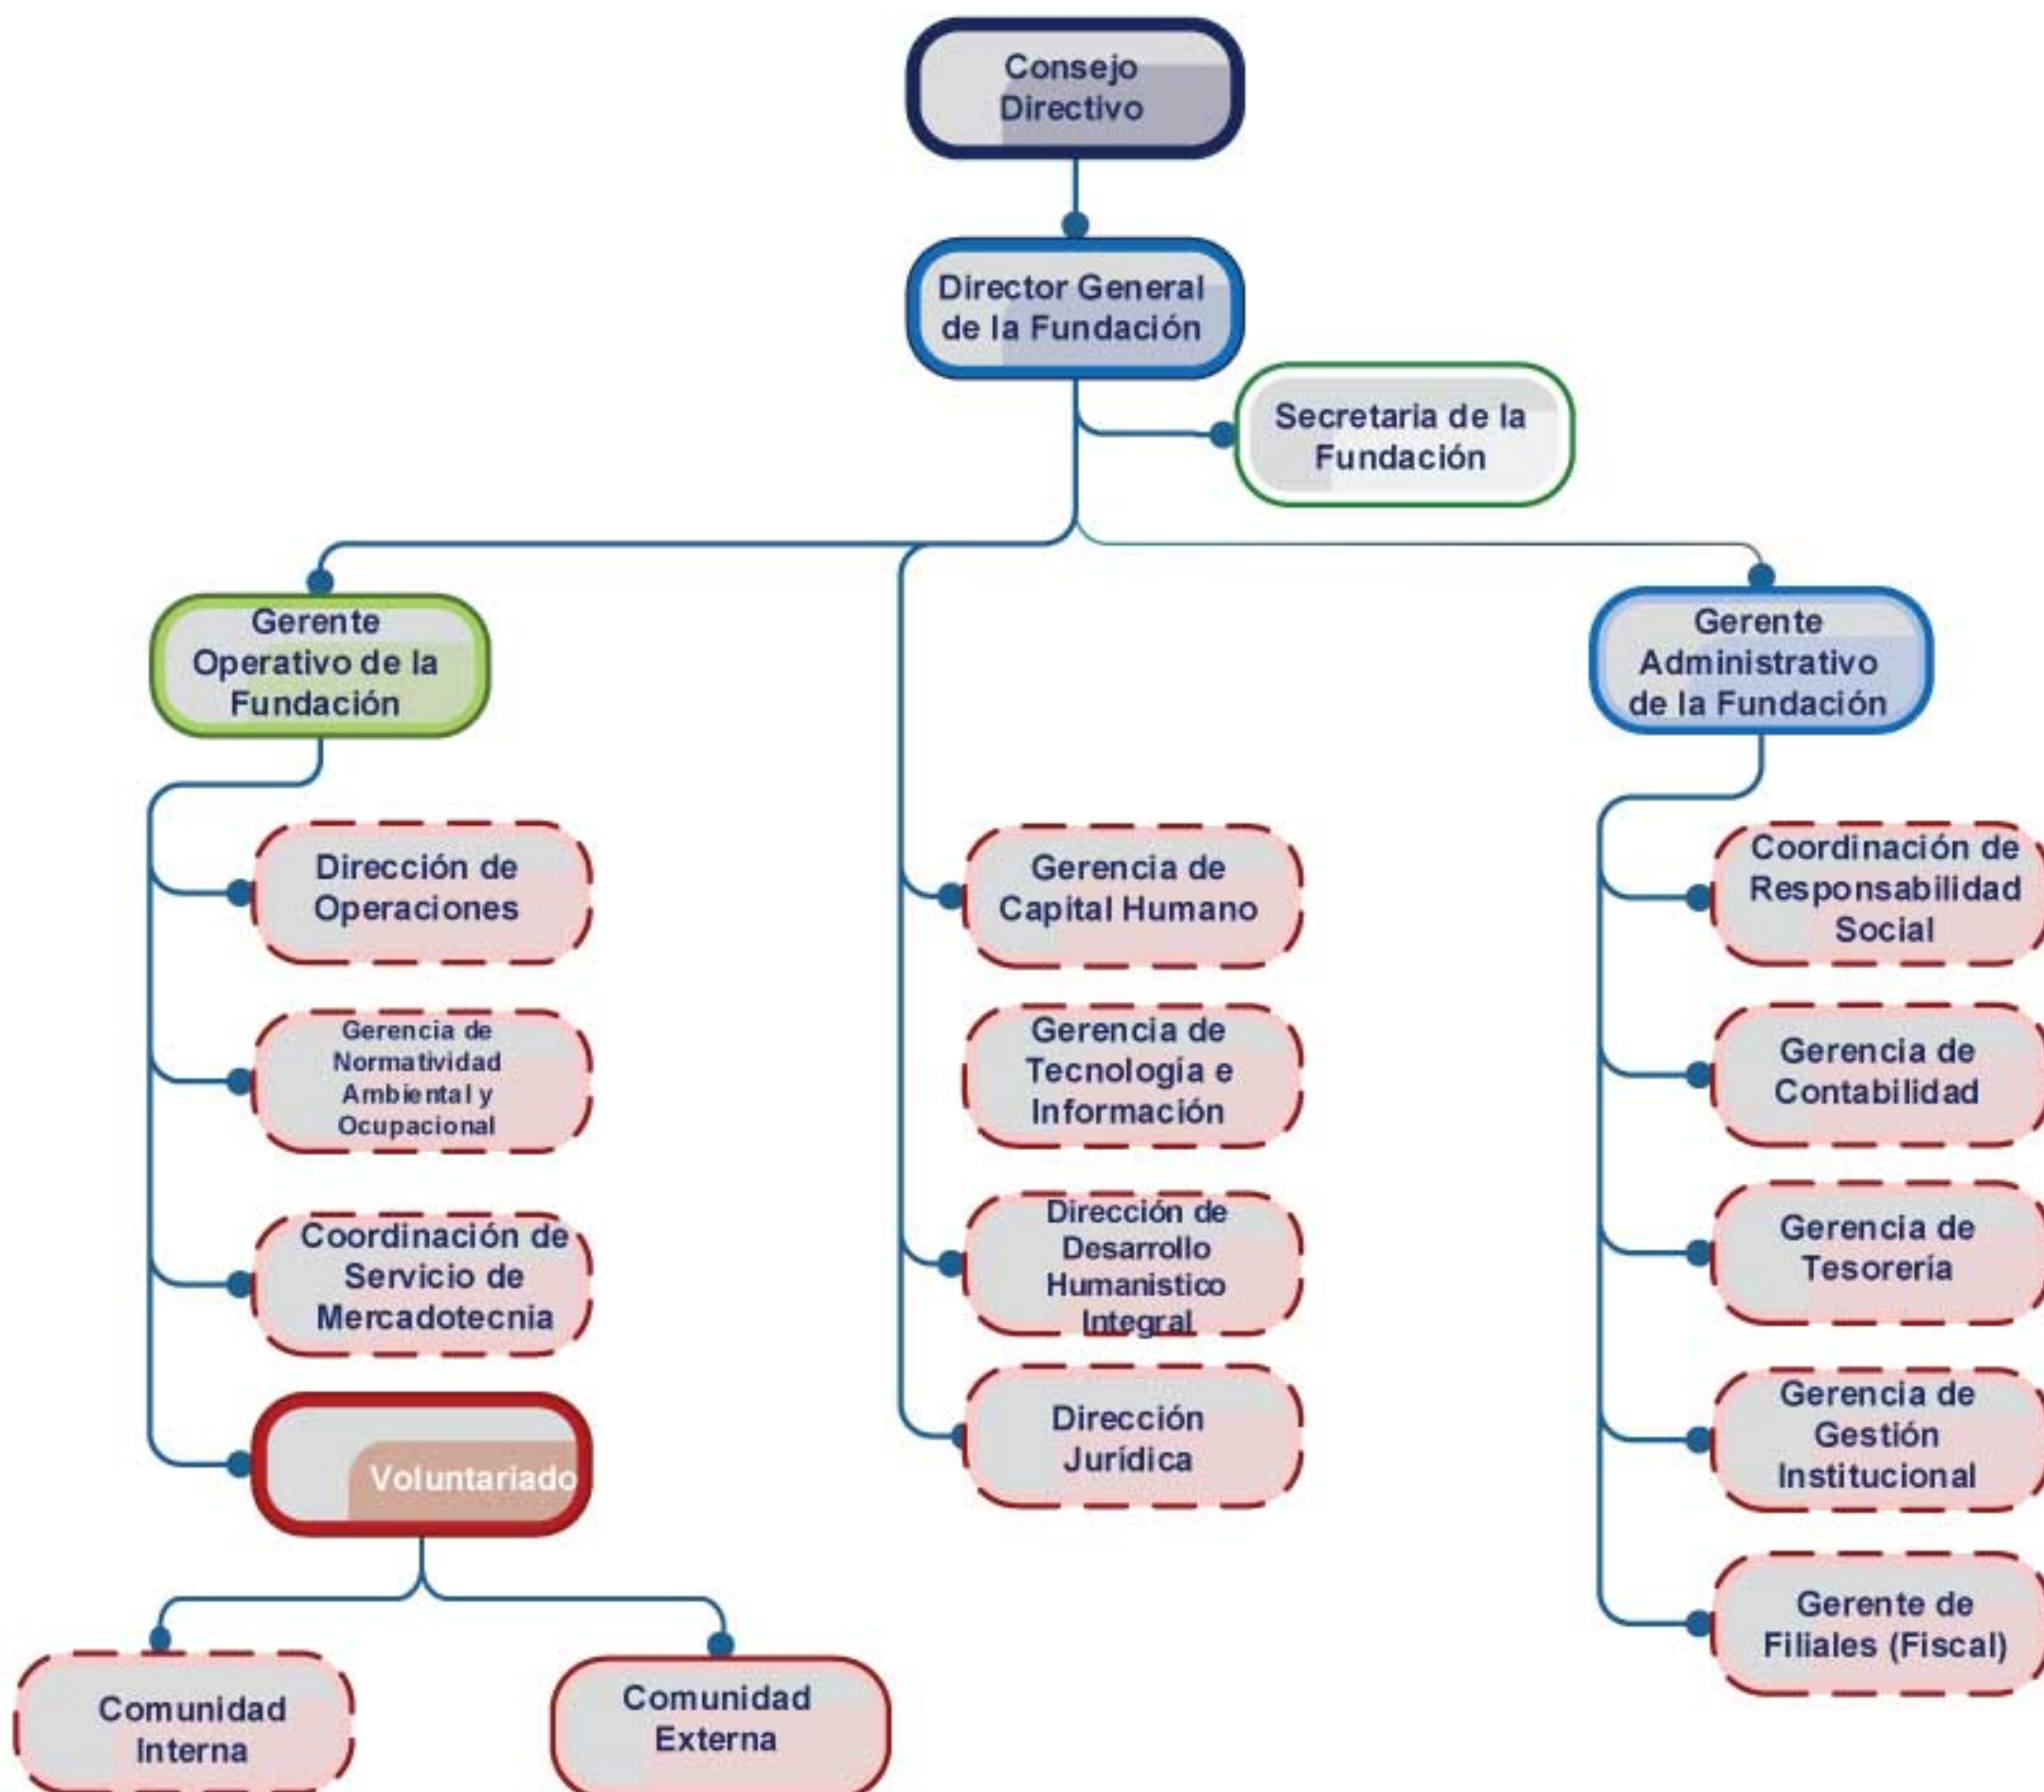 Consejo
Directivo
Director General
de la Fundación
Secretaria de la
Fundación
Gerente
Operativo de la
Fundación
Gerente
Administrativo
de la Fundación
Dirección de
Operaciones
Gerencia de
Normatividad
Ambiental y
Ocupacional
Coordinación de
Servicio de
Mercadotecnia
Voluntariado
Comunidad
Interna
Comunidad
Externa
Gerencia de
Capital Humano
Gerencia de
Tecnología e
Información
Dirección de
Desarrollo
Humanistico
Integral
Dirección
Jurídica
Coordinación de
Responsabilidad
Social
Gerencia de
Contabilidad
Gerencia de
Tesorería
Gerencia de
Gestión
Institucional
Gerente de
Filiales (Fiscal)